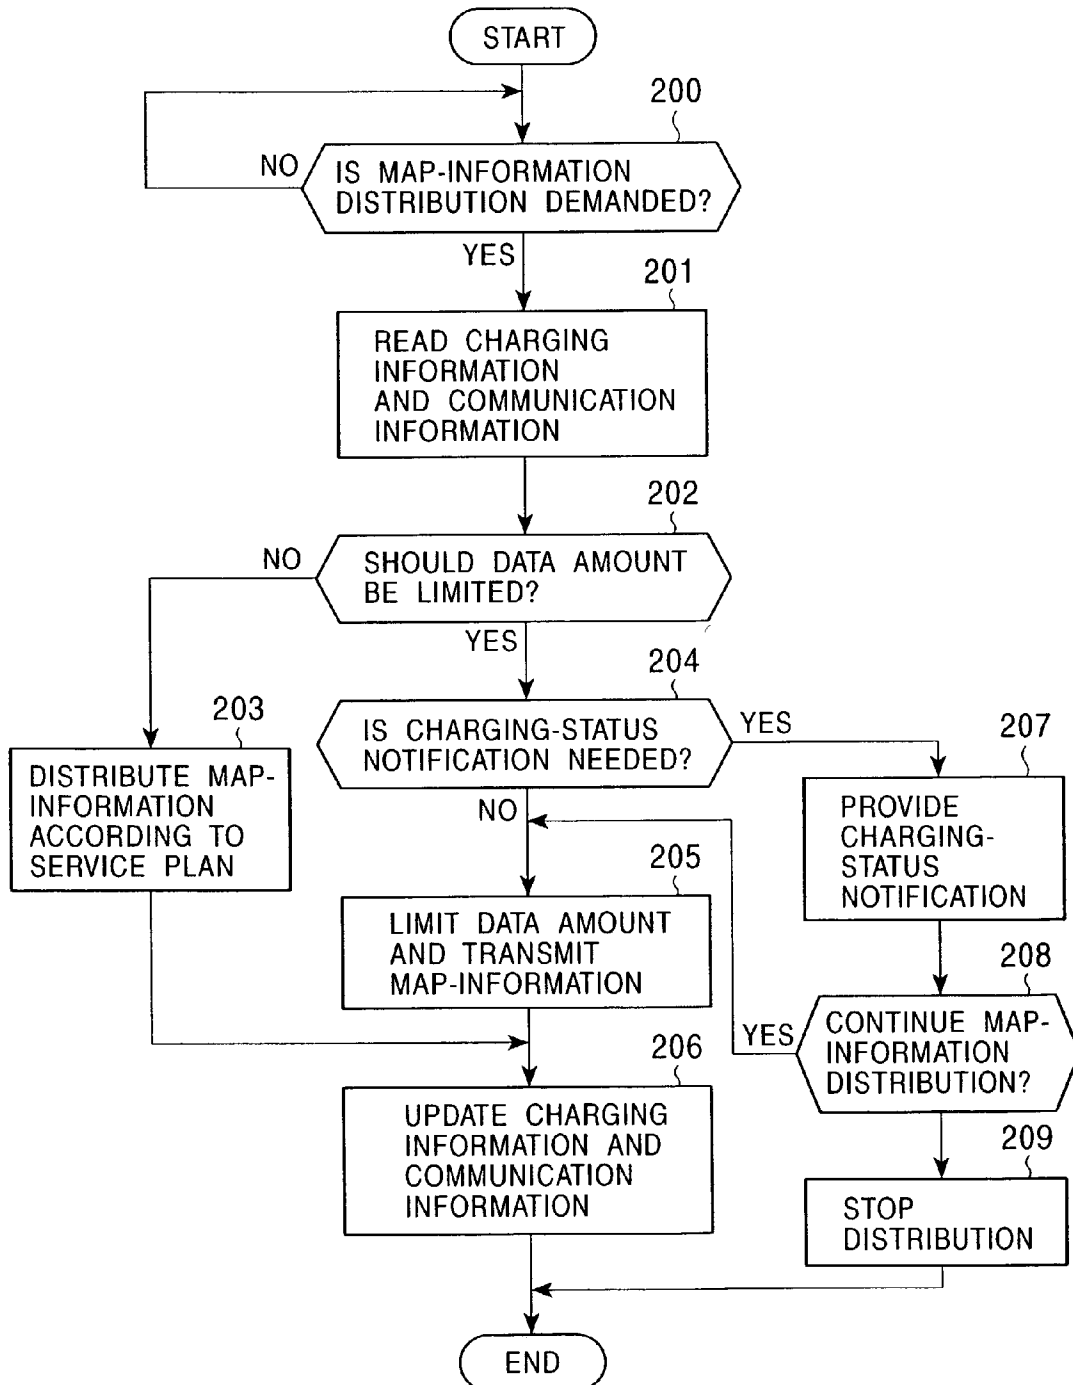 START
200
NO
IS MAP-INFORMATION
DISTRIBUTION DEMANDED?
YES
201
READ CHARGING
INFORMATION
AND COMMUNICATION
INFORMATION
202
NO
SHOULD DATA AMOUNT
BE LIMITED?
YES
204
IS CHARGING-STATUS
NOTIFICATION NEEDED?
YES
NO
203
DISTRIBUTE MAP-
INFORMATION
ACCORDING TO
SERVICE PLAN
207
PROVIDE
CHARGING-
STATUS
NOTIFICATION
205
LIMIT DATA AMOUNT
AND TRANSMIT
MAP-INFORMATION
208
YES
CONTINUE MAP-
INFORMATION
DISTRIBUTION?
206
UPDATE CHARGING
INFORMATION AND
COMMUNICATION
INFORMATION
209
STOP
DISTRIBUTION
END